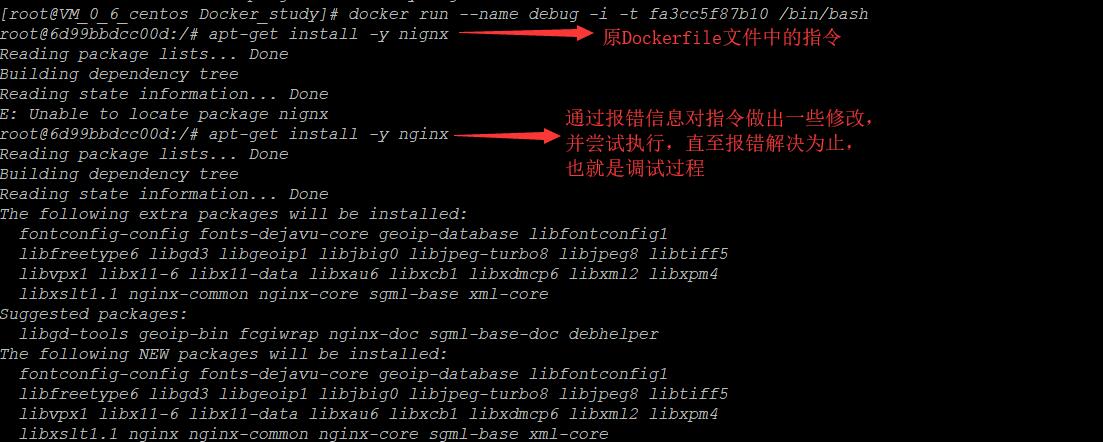 [root@VM_0_6_centos Docker_study]# docker run --name debug -i -t fa3cc5f87b10 /bin/bash
root@6d99bbdcc00d:/# apt-get install -y nignx
原Dockerfile文件中的指令
Reading package lists... Done
Building dependency tree
Reading state information... Done
E: Unable to locate package nignx
root@6d99bbdcc00d:/# apt-get install -y nginx
通过报错信息对指令做出一些修改，
并尝试执行，直至报错解决为止，
也就是调试过程
Reading package lists... Done
Building dependency tree
Reading state information... Done
The following extra packages will be installed:
  fontconfig-config fonts-dejavu-core geoip-database libfontconfig1
  libfreetype6 libgd3 libgeoip1 libjbig0 libjpeg-turbo8 libjpeg8 libtiff5
  libvpx1 libx11-6 libx11-data libxau6 libxcb1 libxdmcp6 libxml2 libxpm4
  libxslt1.1 nginx-common nginx-core sgml-base xml-core
Suggested packages:
  libgd-tools geoip-bin fcgiwrap nginx-doc sgml-base-doc debhelper
The following NEW packages will be installed:
  fontconfig-config fonts-dejavu-core geoip-database libfontconfig1
  libfreetype6 libgd3 libgeoip1 libjbig0 libjpeg-turbo8 libjpeg8 libtiff5
  libvpx1 libx11-6 libx11-data libxau6 libxcb1 libxdmcp6 libxml2 libxpm4
  libxslt1.1 nginx nginx-common nginx-core sgml-base xml-core